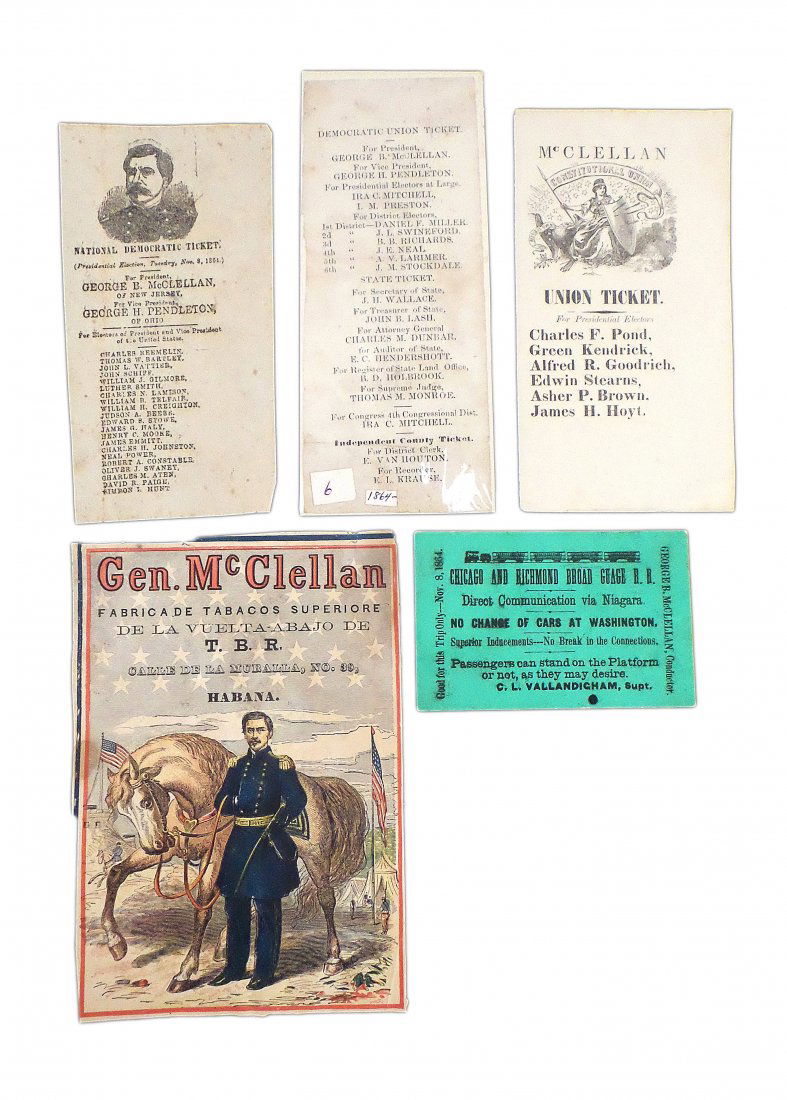 NATIONAL DEMOCRATIC TICKET.
(Presidential Election, Tuesday, Nov. 8, 1864.)
For President,
GEORGE B. McCLELLAN,
OF NEW JERSEY,
For Vice President,
GEORGE H. PENDLETON,
OF OHIO.
For Electors of President and Vice President
of the United States.
CHARLES REEMELIN,
THOMAS W. BARTLEY,
JOHN L. VATTIER,
JOHN SCHIFF,
WILLIAM J. GILMORE,
LUTHER SMITH,
CHARLES N. LAMISON,
WILLIAM B. TELFAIR,
WILLIAM H. CREIGHTON,
JUDSON A. BEEBE,
EDWARD S. STOWE,
JAMES G. HALY,
HENRY C. MOORE,
JAMES EMMITT,
CHARLES H. JOHNSTON,
NEAL POWER,
ROBERT A. CONSTABLE,
OLIVER J. SWANEY,
CHARLES M. ATEN,
DAVID R. PAIGE,
HUNT
DEMOCRATIC UNION TICKET.
For President,
GEORGE B. McCLELLAN.
For Vice President,
GEORGE H. PENDLETON.
For Presidential Electors at Large.
IRA C. MITCHELL,
I. M. PRESTON.
For District Electors,
1st District—DANIEL F. MILLER.
2d " J. L. SWINEFORD.
3d " B. B. RICHARDS.
4th " J. E. NEAL.
5th " A. V. LARIMER.
6th " J. M. STOCKDALE.
STATE TICKET.
For Secretary of State,
J. H. WALLACE.
For Treasurer of State,
JOHN B. LASH.
For Attorney General
CHARLES M. DUNBAR,
for Auditor of State,
E. C. HENDERSHOTT.
For Register of State Land Office,
B. D. HOLBROOK.
For Supreme Judge,
THOMAS M. MONROE.
For Congress 4th Congressional Dist.
IRA C. MITCHELL.
Independent County Ticket.
For District Clerk,
E. VAN HOUTON.
For Recorder,
E. L. KRAUSE.
6
1864-
McCLELLAN
CONSTITUTIONAL UNION
UNION TICKET.
For Presidential Electors
Charles F. Pond,
Green Kendrick,
Alfred R. Goodrich,
Edwin Stearns,
Asher P. Brown,
James H. Hoyt.
Gen. McClellan
FABRICA DE TABACOS SUPERIORE
DE LA VUELTA-ABAJO DE
T. B. R.
CALLE DE LA MURALLA, NO. 39,
HABANA.
Good for this Trip Only—Nov. 8, 1864.
CHICAGO AND RICHMOND BROAD GUAGE R. R.
Direct Communication via Niagara.
NO CHANGE OF CARS AT WASHINGTON.
Superior Inducements—No Break in the Connections.
Passengers can stand on the Platform
or not, as they may desire.
C. L. VALLANDIGHAM, Supt.
GEORGE B. McCLELLAN, Conductor.